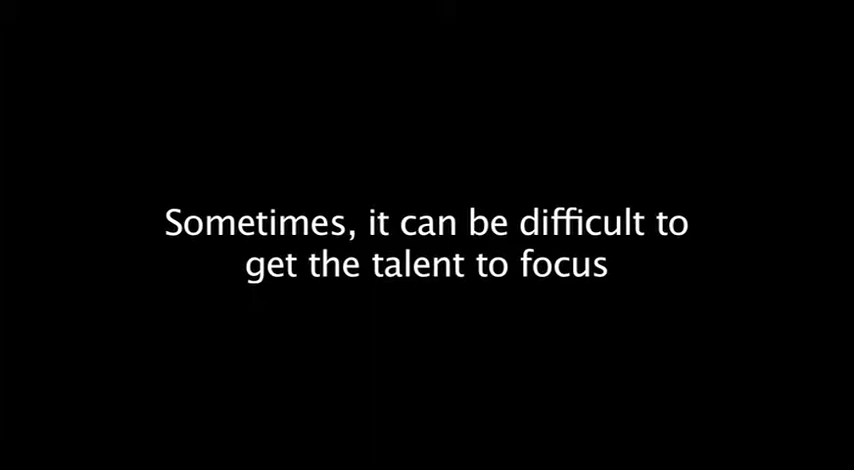 Sometimes, it can be difficult to
get the talent to focus